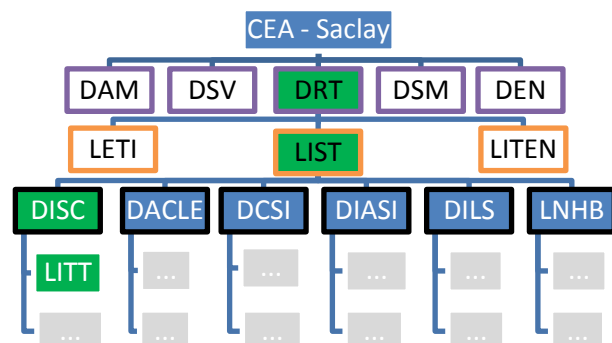 CEA - Saclay
DAM DSV DRT DSM DEN
LETI LIST LITEN
DISC DACLE DCSI DIASI DILS LNHB
LITT ... ... ... ... ...
... ... ... ... ... ...